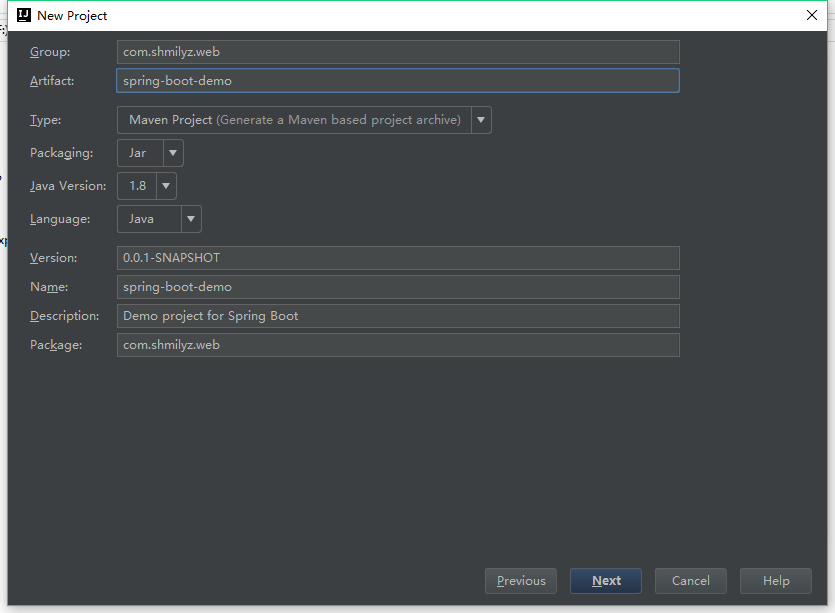 New Project
Group: com.shmilyz.web
Artifact: spring-boot-demo
Type: Maven Project (Generate a Maven based project archive)
Packaging: Jar
Java Version: 1.8
Language: Java
Version: 0.0.1-SNAPSHOT
Name: spring-boot-demo
Description: Demo project for Spring Boot
Package: com.shmilyz.web
Previous Next Cancel Help